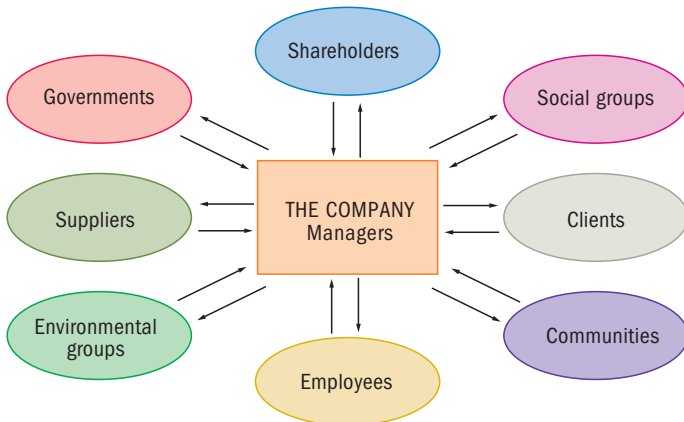 Shareholders
Governments
Social groups
Suppliers
THE COMPANY
Managers
Clients
Environmental
groups
Communities
Employees